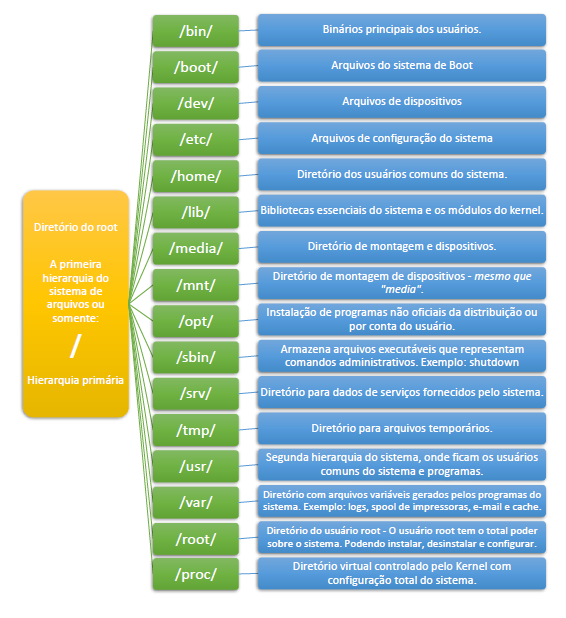 Diretório do root
A primeira
hierarquia do
sistema de
arquivos ou
somente:
/
Hierarquia primária
/bin/
Binários principais dos usuários.
/boot/
Arquivos do sistema de Boot
/dev/
Arquivos de dispositivos
/etc/
Arquivos de configuração do sistema
/home/
Diretório dos usuários comuns do sistema.
/lib/
Bibliotecas essenciais do sistema e os módulos do kernel.
/media/
Diretório de montagem e dispositivos.
/mnt/
Diretório de montagem de dispositivos - mesmo que
"media".
/opt/
Instalação de programas não oficiais da distribuição ou
por conta do usuário.
/sbin/
Armazena arquivos executáveis que representam
comandos administrativos. Exemplo: shutdown
/srv/
Diretório para dados de serviços fornecidos pelo sistema.
/tmp/
Diretório para arquivos temporários.
/usr/
Segunda hierarquia do sistema, onde ficam os usuários
comuns do sistema e programas.
/var/
Diretório com arquivos variáveis gerados pelos programas do
sistema. Exemplo: logs, spool de impressoras, e-mail e cache.
/root/
Diretório do usuário root - O usuário root tem o total poder
sobre o sistema. Podendo instalar, desinstalar e configurar.
/proc/
Diretório virtual controlado pelo Kernel com
configuração total do sistema.